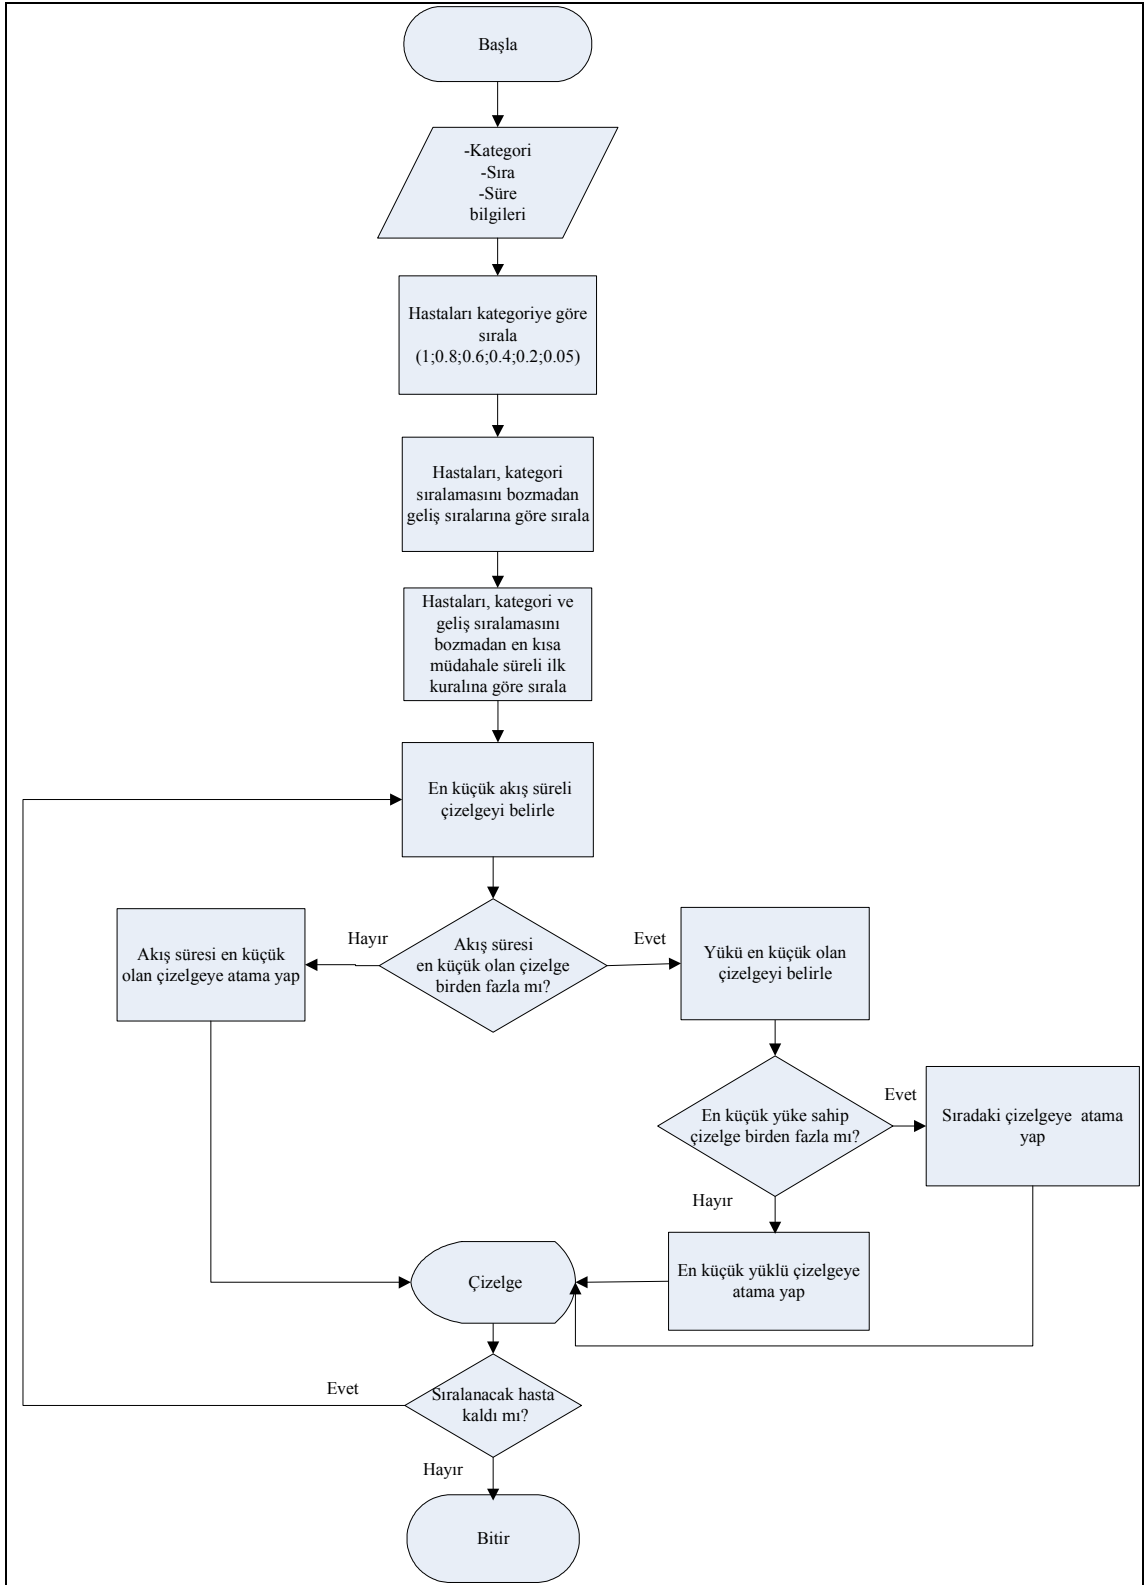 Başla
-Kategori
-Sıra
-Süre
bilgileri
Hastaları kategoriye göre
sırala
(1;0.8;0.6;0.4;0.2;0.05)
Hastaları, kategori
sıralamasını bozmadan
geliş sıralarına göre sırala
Hastaları, kategori ve
geliş sıralamasını
bozmadan en kısa
müdahale süreli ilk
kuralına göre sırala
En küçük akış süreli
çizelgeyi belirle
Akış süresi
en küçük olan çizelge
birden fazla mı?
Hayır
Akış süresi en küçük
olan çizelgeye atama yap
Evet
Yükü en küçük olan
çizelgeyi belirle
En küçük yüke sahip
çizelge birden fazla mı?
Evet
Sıradaki çizelgeye atama
yap
Hayır
En küçük yüklü çizelgeye
atama yap
Çizelge
Sıralanacak hasta
kaldı mı?
Evet
Hayır
Bitir